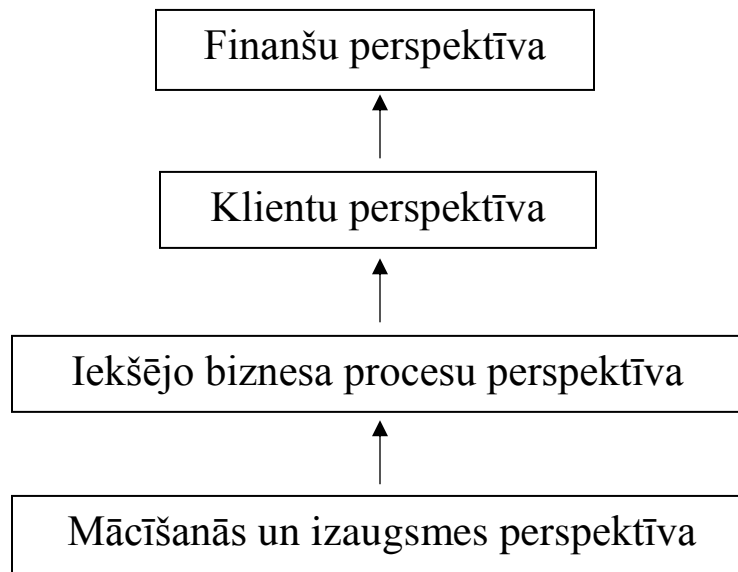 Finanšu perspektīva
Klientu perspektīva
Iekšējo biznesa procesu perspektīva
Mācīšanās un izaugsmes perspektīva